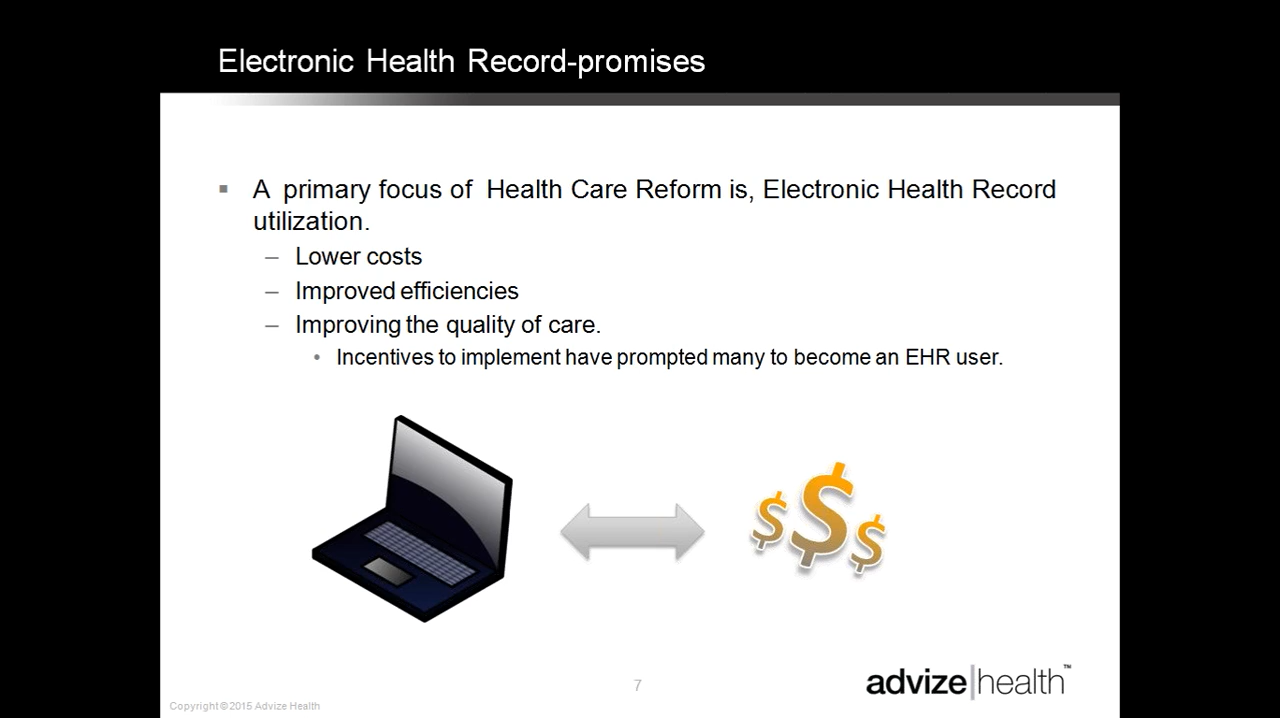 Electronic Health Record-promises
▪ A primary focus of Health Care Reform is, Electronic Health Record
utilization.
– Lower costs
– Improved efficiencies
– Improving the quality of care.
• Incentives to implement have prompted many to become an EHR user.
$ $ $
advize|health™
7
Copyright©2015 Advize Health